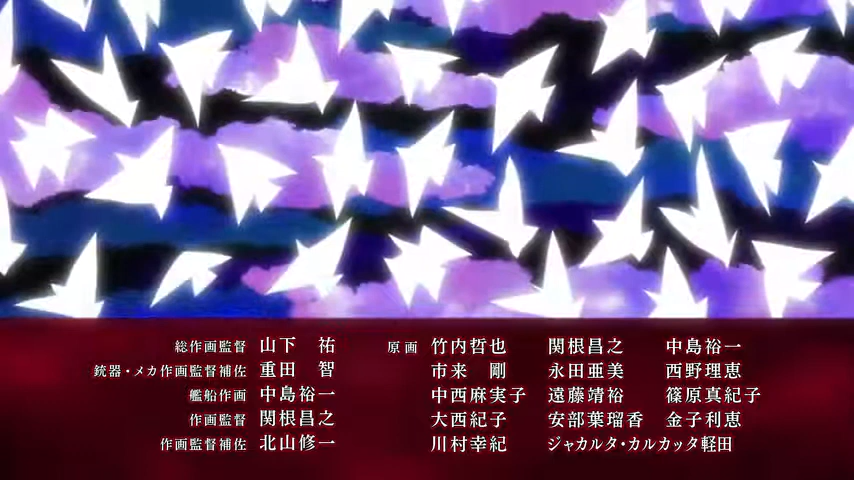 総作画監督 山下 祐
銃器・メカ作画監督補佐 重田 智
艦船作画 中島裕一
作画監督 関根昌之
作画監督補佐 北山修一
原画 竹内哲也 関根昌之 中島裕一
市来 剛 永田亜美 西野理恵
中西麻実子 遠藤靖裕 篠原真紀子
大西紀子 安部葉瑠香 金子利恵
川村幸紀 ジャカルタ・カルカッタ軽田